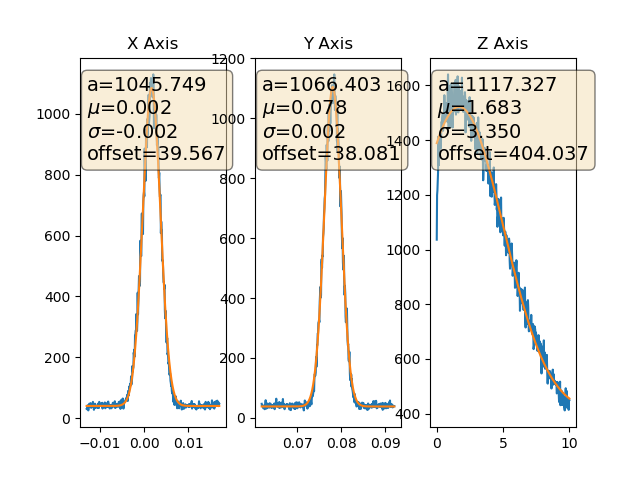 X Axis
a=1045.749
μ=0.002
σ=-0.002
offset=39.567
1000
800
600
400
200
0
−0.01 0.00 0.01
Y Axis
a=1066.403
μ=0.078
σ=0.002
offset=38.081
1200
1000
800
600
400
200
0
0.07 0.08 0.09
Z Axis
a=1117.327
μ=1.683
σ=3.350
offset=404.037
1600
1400
1200
1000
800
600
400
0 5 10